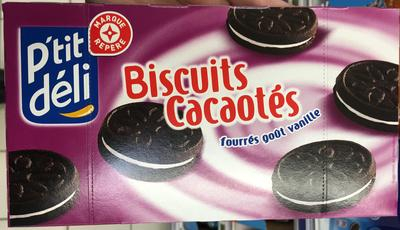 MARQUE
REPÈRE
P'tit
déli
Biscuits
Cacaotés
fourrés goût vanille